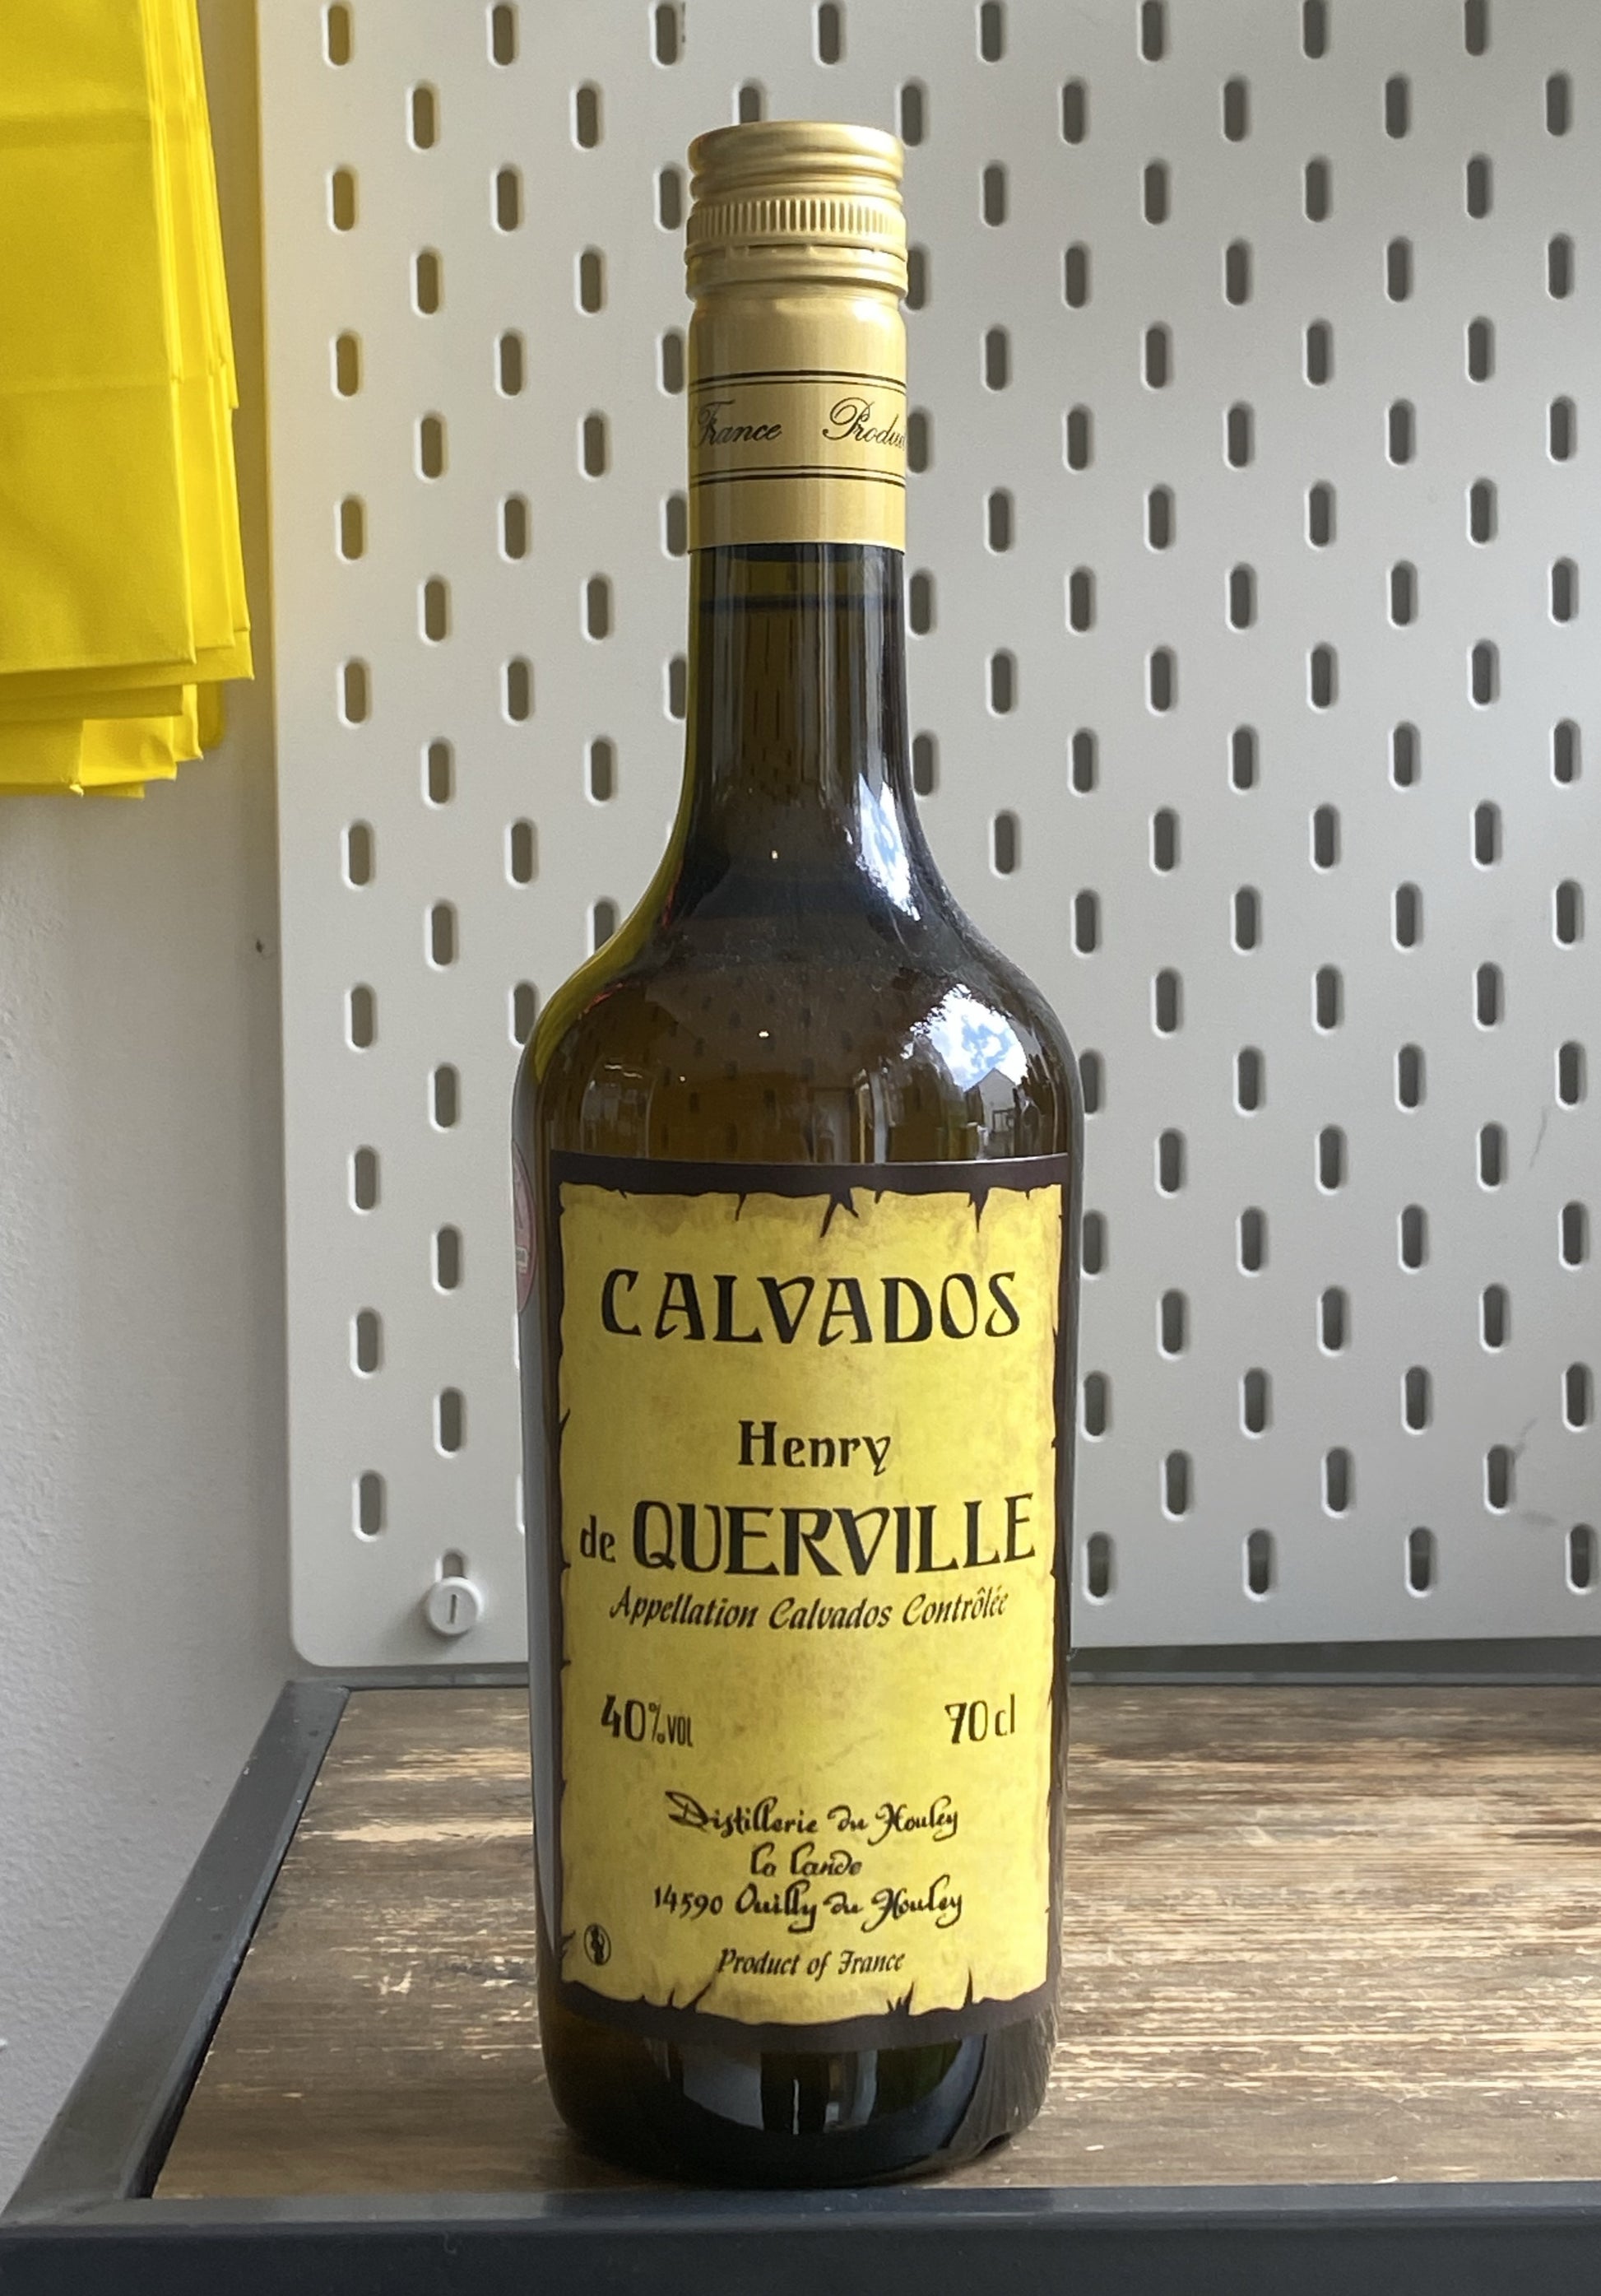 France Produc
CALVADOS
Henry
de QUERVILLE
Appellation Calvados Contrôlée
40%VOL 70cl
Distillerie du Houley
la lande
14590 Ouilly du Houley
Product of France